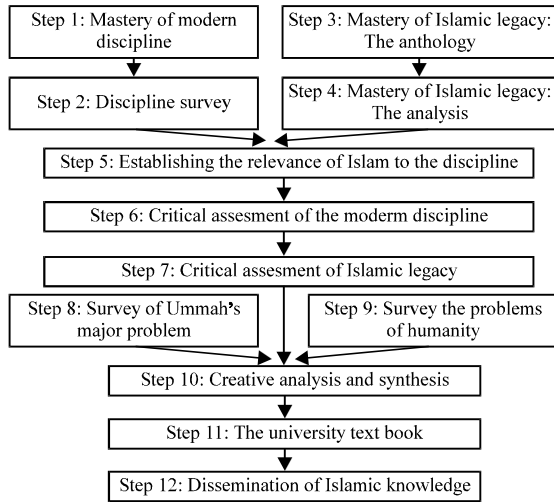 Step 1: Mastery of modern
discipline
Step 3: Mastery of Islamic legacy:
The anthology
Step 2: Discipline survey
Step 4: Mastery of Islamic legacy:
The analysis
Step 5: Establishing the relevance of Islam to the discipline
Step 6: Critical assesment of the moderm discipline
Step 7: Critical assesment of Islamic legacy
Step 8: Survey of Ummah's
major problem
Step 9: Survey the problems
of humanity
Step 10: Creative analysis and synthesis
Step 11: The university text book
Step 12: Dissemination of Islamic knowledge